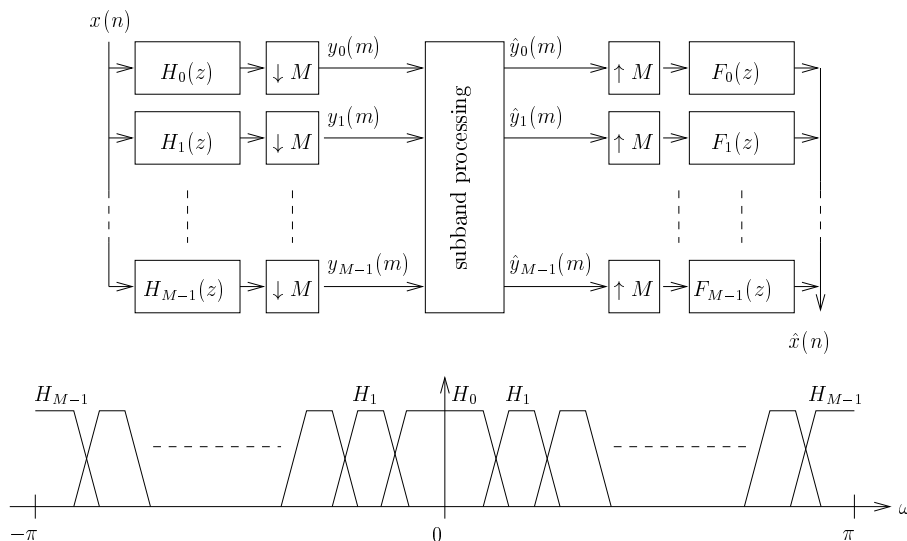 x(n)
H_0(z) ↓ M y_0(m) ŷ_0(m) ↑ M F_0(z)
H_1(z) ↓ M y_1(m) ŷ_1(m) ↑ M F_1(z)
subband processing
H_{M−1}(z) ↓ M y_{M−1}(m) ŷ_{M−1}(m) ↑ M F_{M−1}(z)
x̂(n)
H_{M−1} H_1 H_0 H_1 H_{M−1}
−π 0 π ω